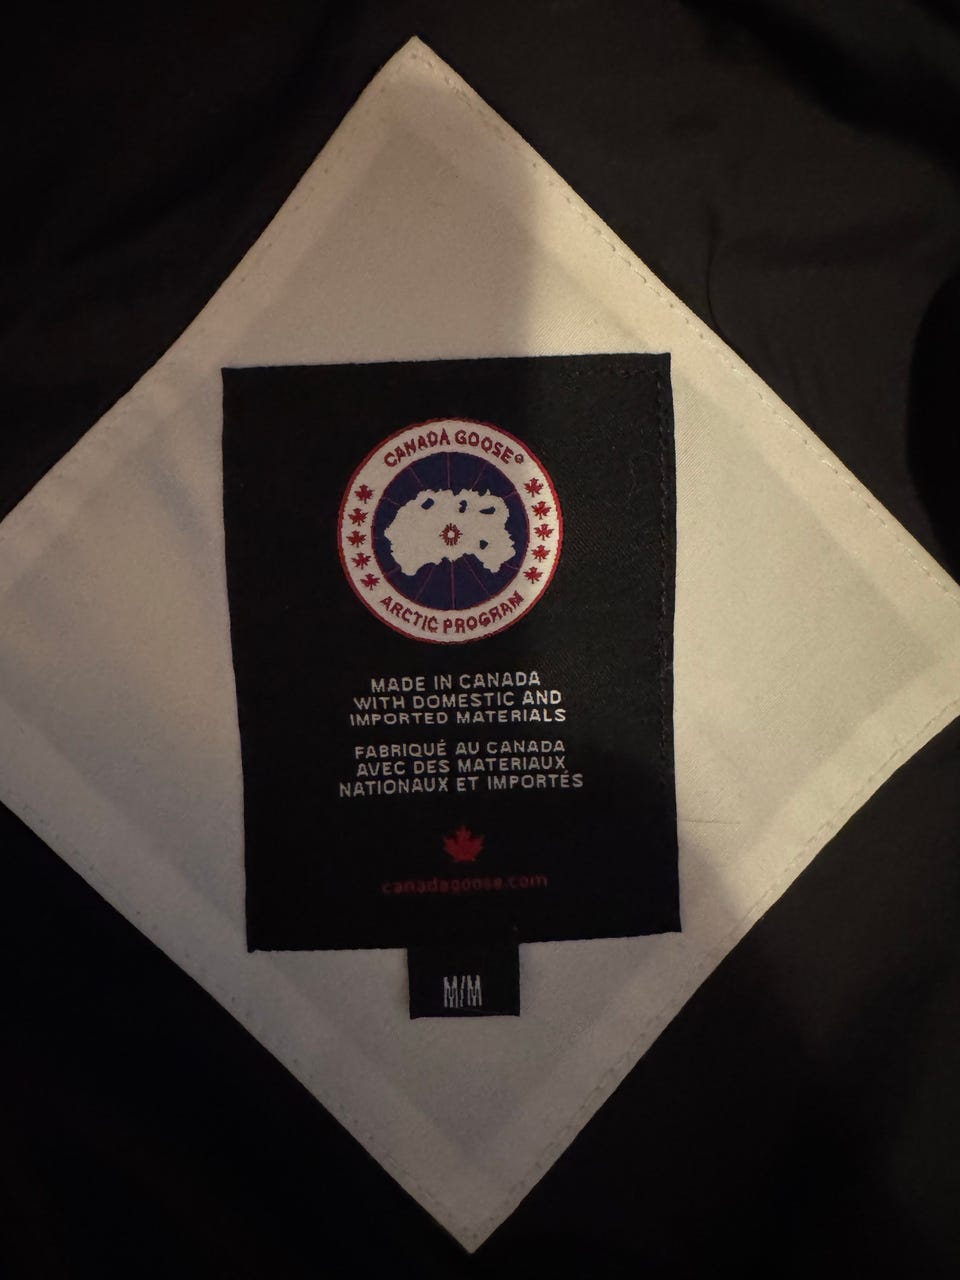 CANADA GOOSE®
ARCTIC PROGRAM
MADE IN CANADA
WITH DOMESTIC AND
IMPORTED MATERIALS
FABRIQUÉ AU CANADA
AVEC DES MATERIAUX
NATIONAUX ET IMPORTÉS
canadagoose.com
M/M